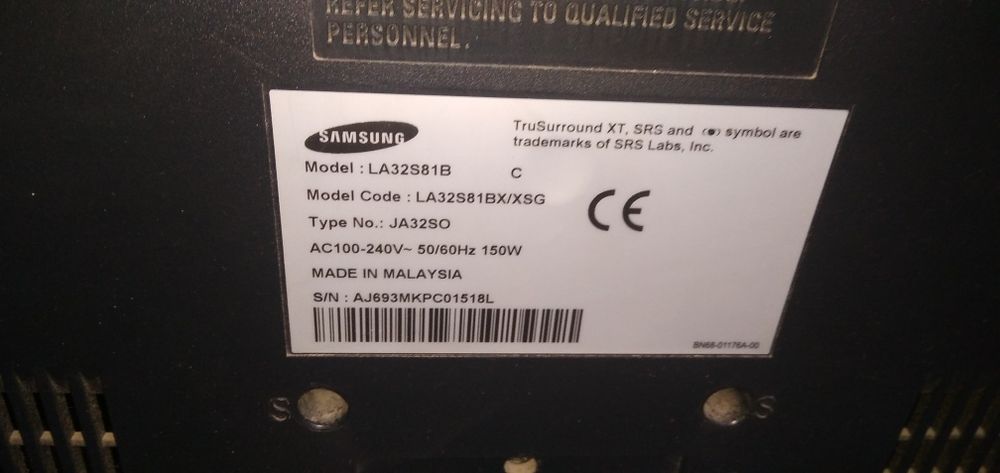 REFER SERVICING TO QUALIFIED SERVICE
PERSONNEL.
SAMSUNG
TruSurround XT, SRS and (●) symbol are
trademarks of SRS Labs, Inc.
Model : LA32S81B C
Model Code : LA32S81BX/XSG
Type No.: JA32SO
AC100-240V~ 50/60Hz 150W
MADE IN MALAYSIA
S/N : AJ693MKPC01518L
CE
BN68-01176A-00
S S